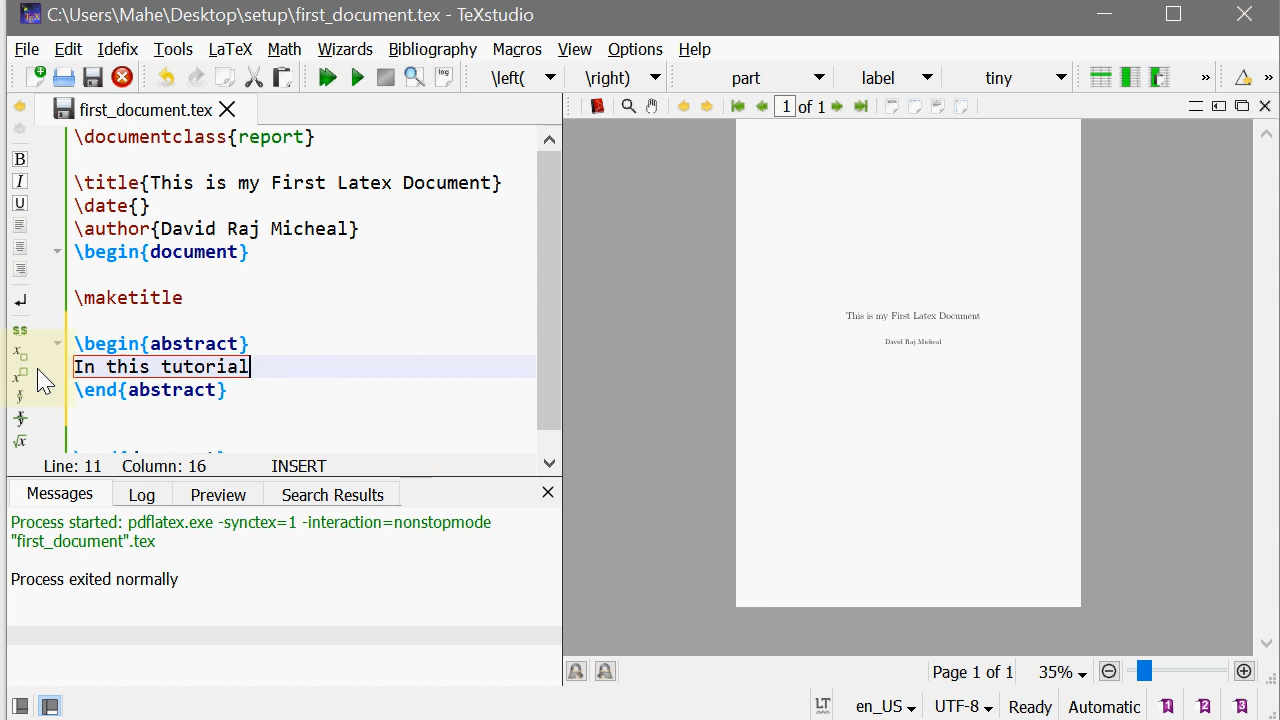 C:\Users\Mahe\Desktop\setup\first_document.tex - TeXstudio
File Edit Idefix Tools LaTeX Math Wizards Bibliography Macros View Options Help
log \left( \right) part label tiny »
first_document.tex
1 of 1
\documentclass{report}
\title{This is my First Latex Document}
\date{}
\author{David Raj Micheal}
\begin{document}
\maketitle
\begin{abstract}
In this tutorial
\end{abstract}
Line: 11 Column: 16 INSERT
Messages Log Preview Search Results
Process started: pdflatex.exe -synctex=1 -interaction=nonstopmode
"first_document".tex
Process exited normally
This is my First Latex Document
David Raj Micheal
Page 1 of 1 35%
LT en_US UTF-8 Ready Automatic 1 2 3